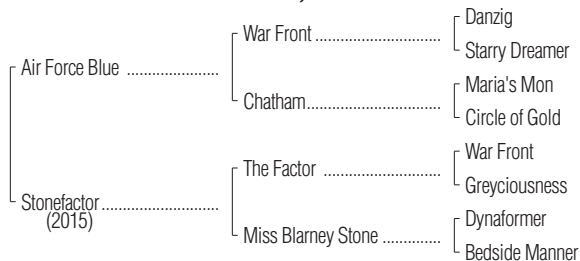 Danzig
War Front ..........................
Starry Dreamer
Air Force Blue ...................
Maria's Mon
Chatham............................
Circle of Gold
War Front
The Factor ........................
Greyciousness
Stonefactor........................
(2015)
Dynaformer
Miss Blarney Stone ............
Bedside Manner